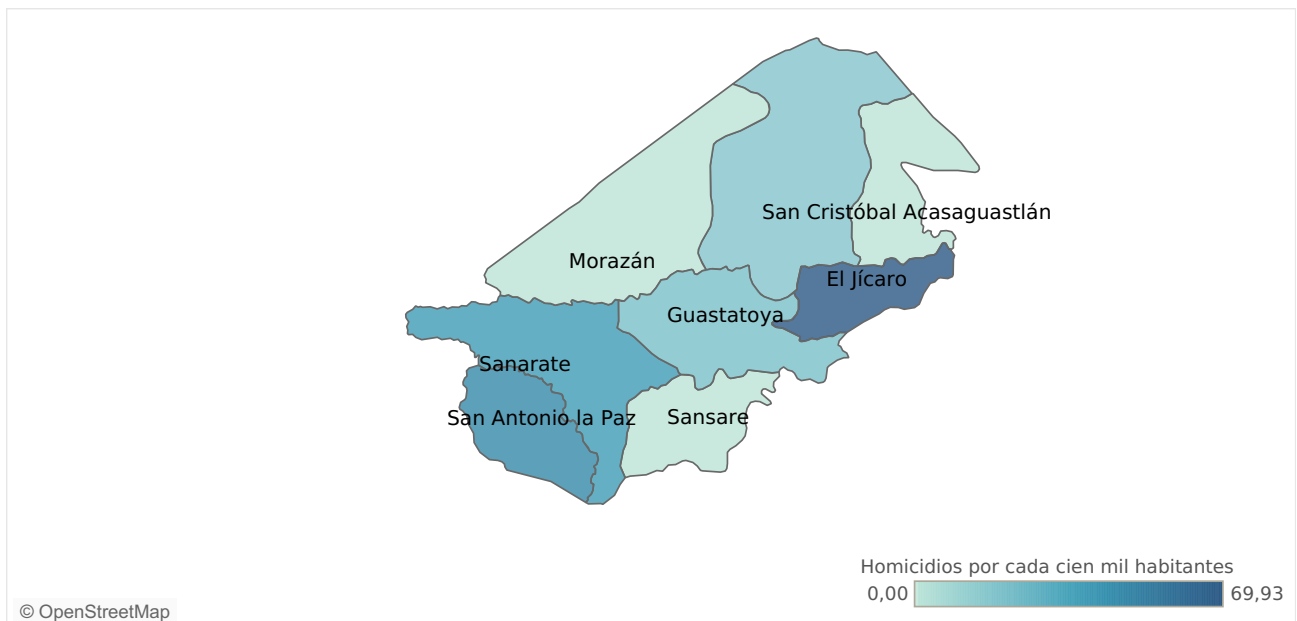 San Cristóbal Acasaguastlán
Morazán
El Jícaro
Guastatoya
Sanarate
San Antonio la Paz
Sansare
Homicidios por cada cien mil habitantes
0,00
69,93
© OpenStreetMap